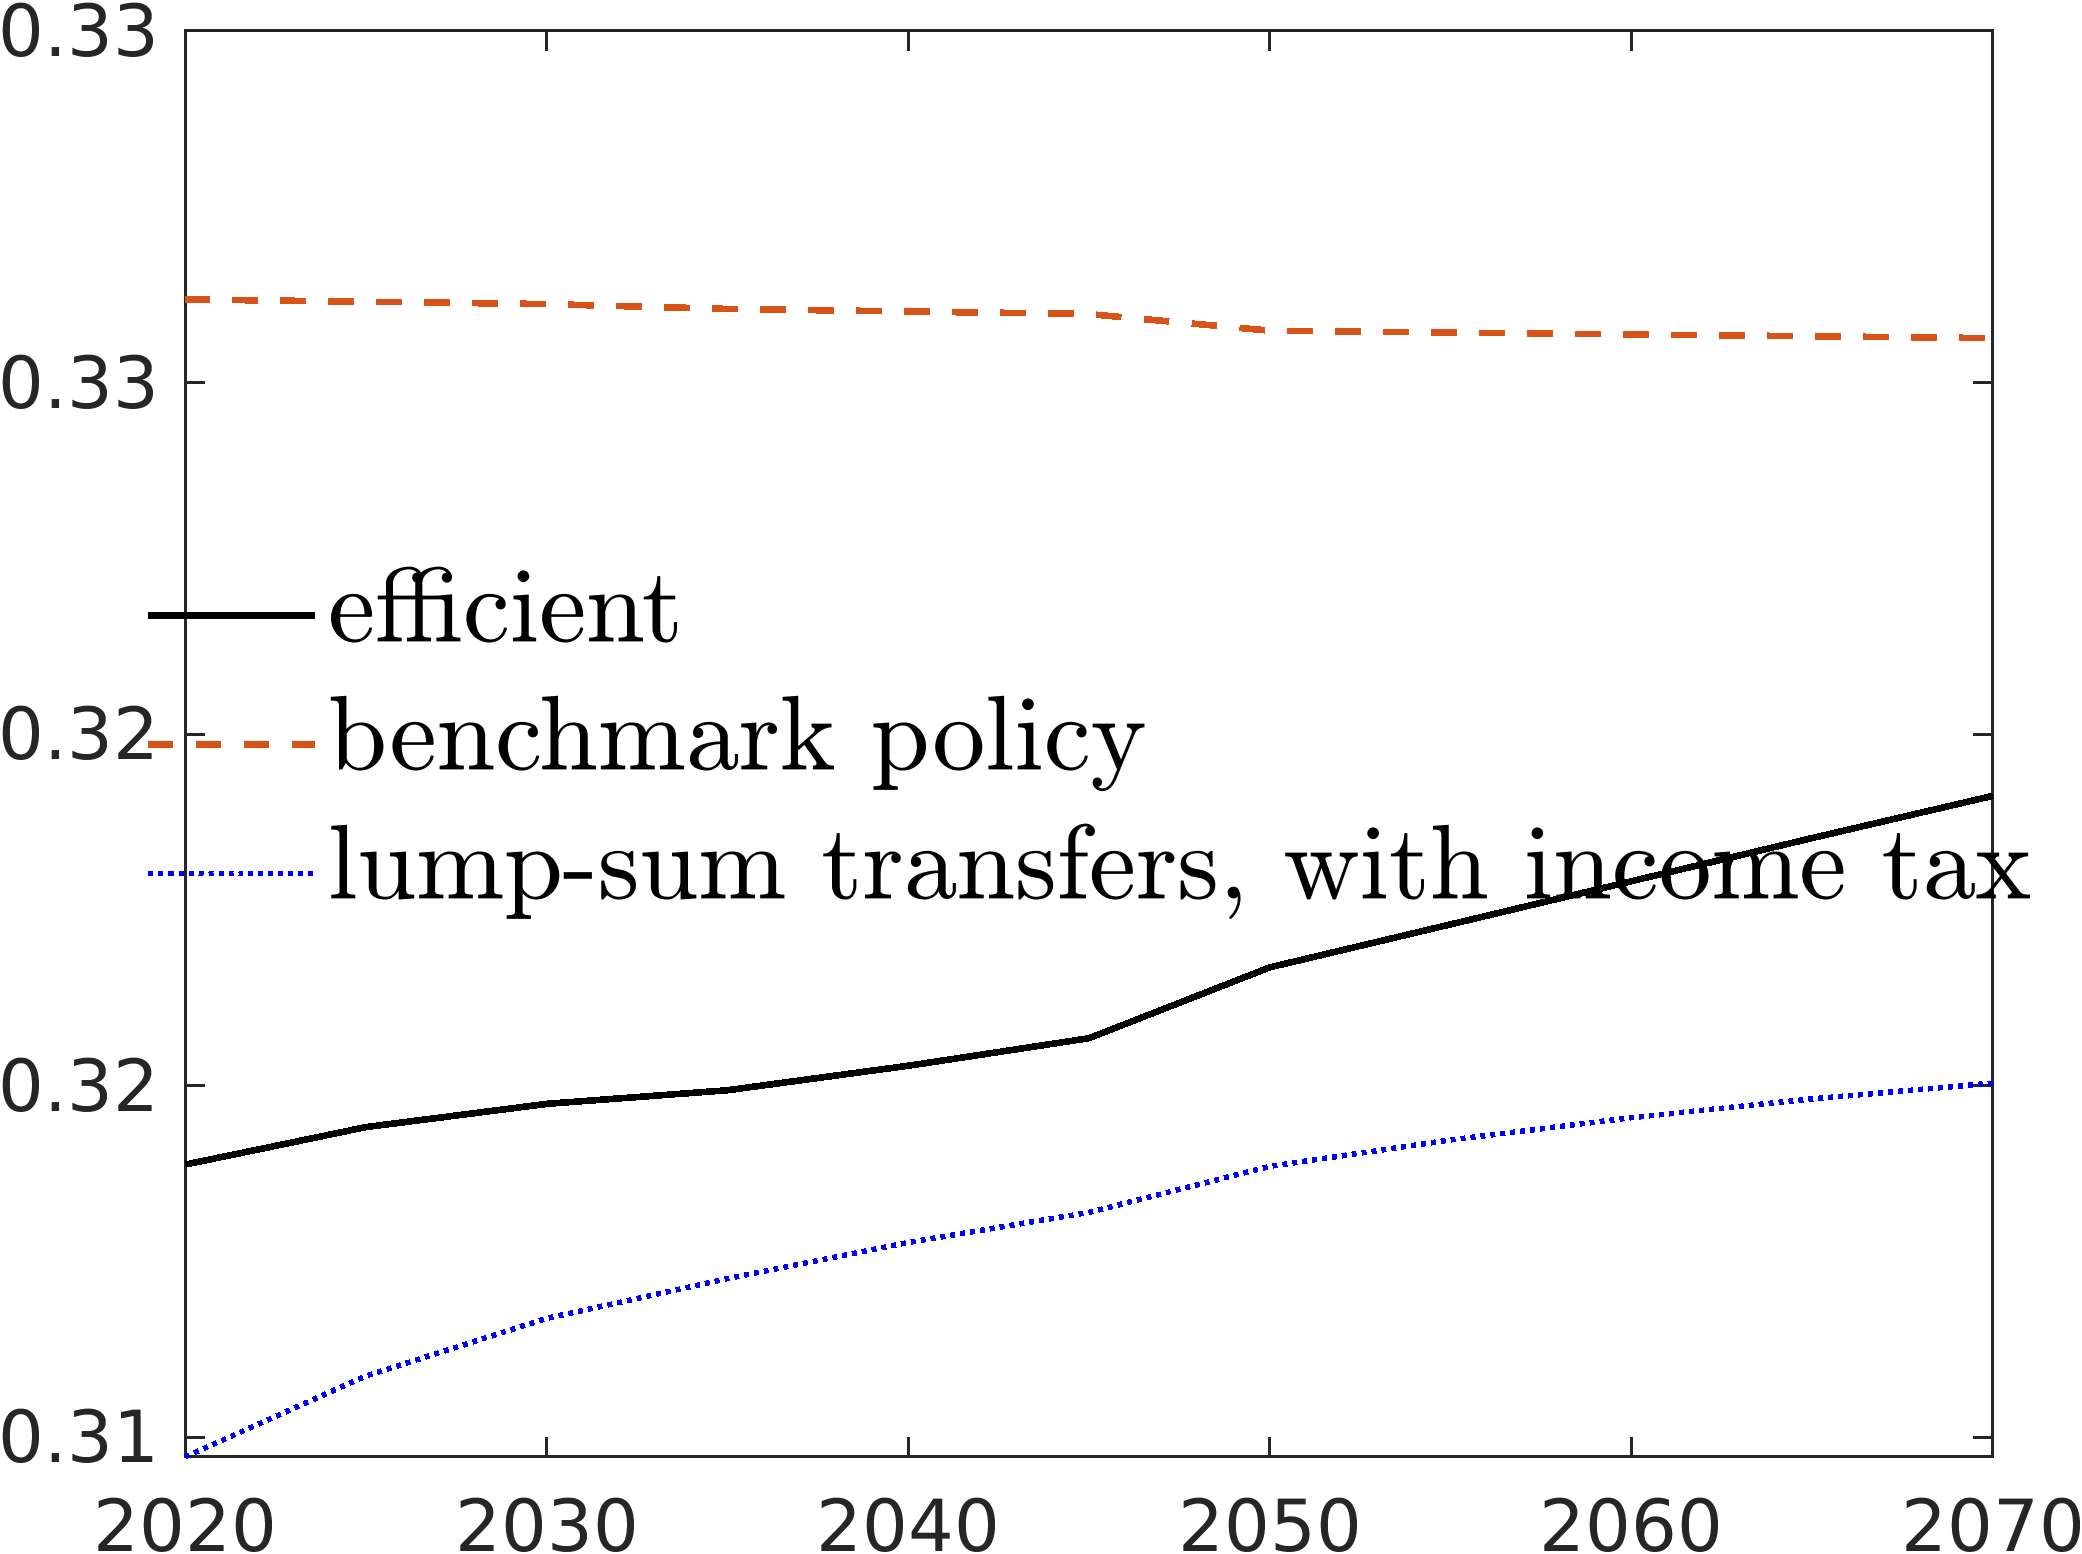 0.33
0.33
efficient
0.32
benchmark policy
lump-sum transfers, with income tax
0.32
0.31
2020 2030 2040 2050 2060 2070